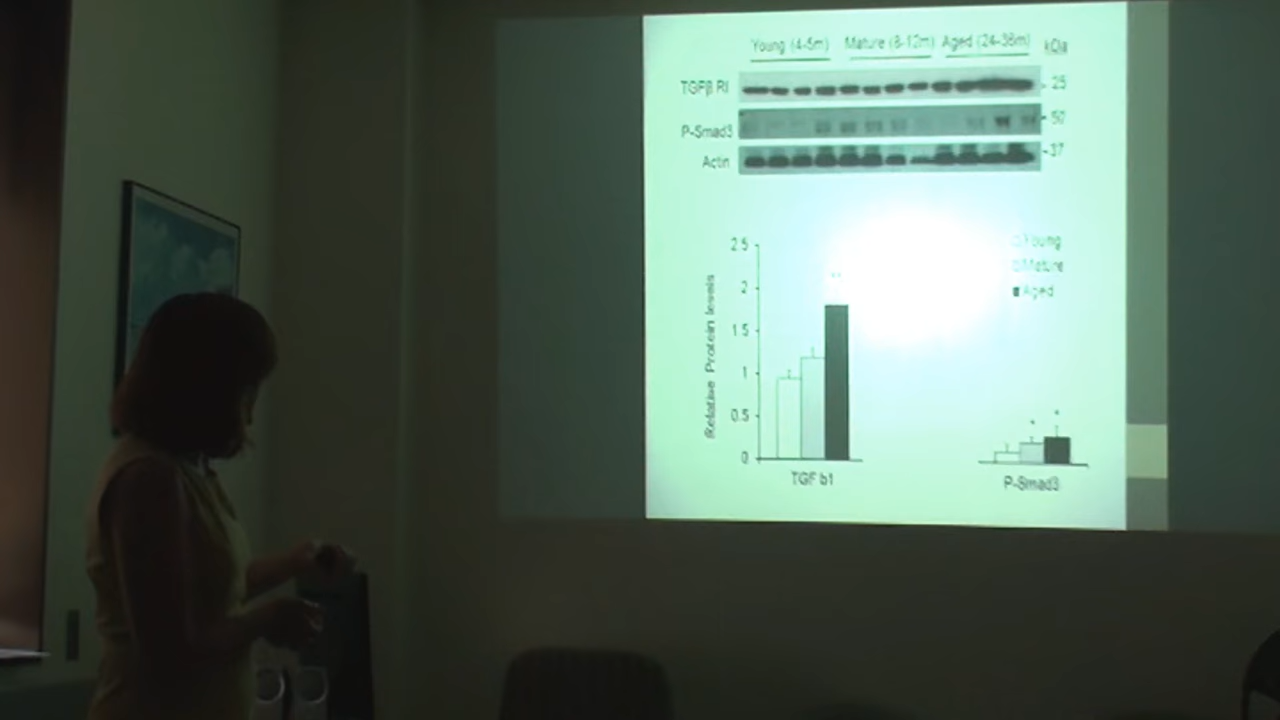 Young (4-5m) Mature (8-12m) Aged (24-36m) kDa
TGFβ RI - 25
P-Smad3 - 50
Actin -37
2.5
2
1.5
1
0.5
0
Relative Protein levels
**
Young
Mature
Aged
* *
TGF b1 P-Smad3